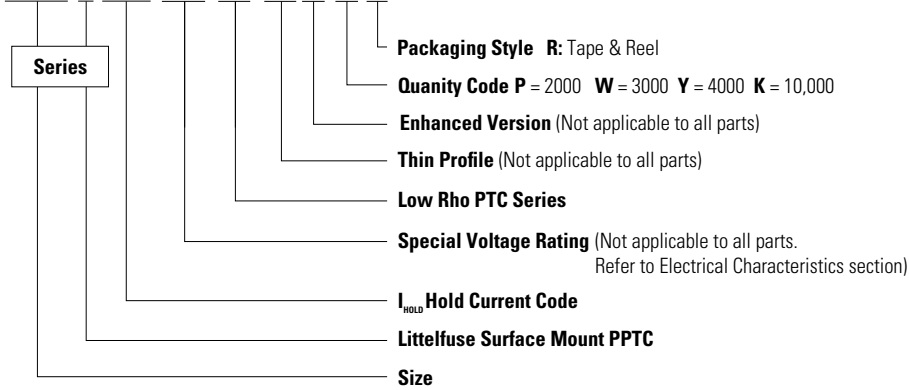 Packaging Style R: Tape & Reel
Series
Quanity Code P = 2000 W = 3000 Y = 4000 K = 10,000
Enhanced Version (Not applicable to all parts)
Thin Profile (Not applicable to all parts)
Low Rho PTC Series
Special Voltage Rating (Not applicable to all parts.
Refer to Electrical Characteristics section)
IHOLD Hold Current Code
Littelfuse Surface Mount PPTC
Size